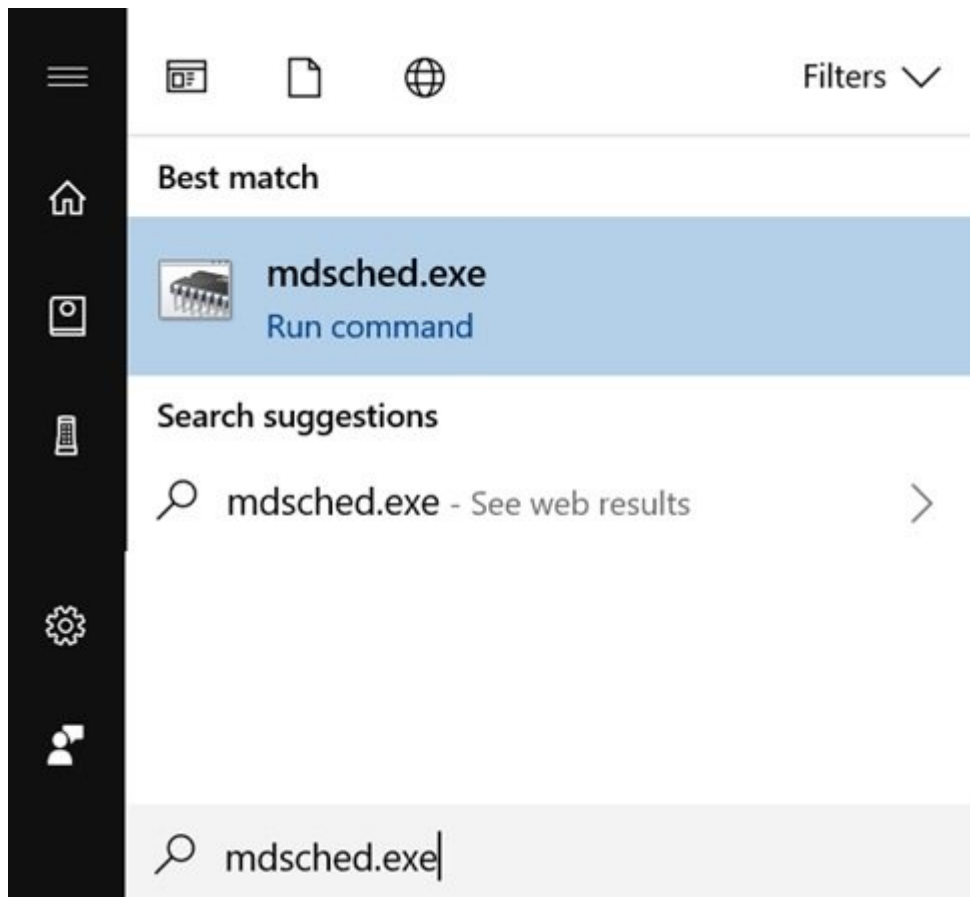 Filters
Best match
mdsched.exe
Run command
Search suggestions
mdsched.exe - See web results
mdsched.exe